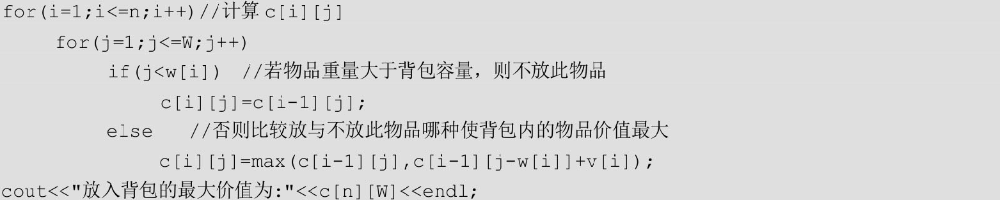 for(i=1;i<=n;i++)//计算c[i][j]
for(j=1;j<=W;j++)
if(j<w[i]) //若物品重量大于背包容量，则不放此物品
c[i][j]=c[i-1][j];
else //否则比较放与不放此物品哪种使背包内的物品价值最大
c[i][j]=max(c[i-1][j],c[i-1][j-w[i]]+v[i]);
cout<<"放入背包的最大价值为:"<<c[n][W]<<endl;